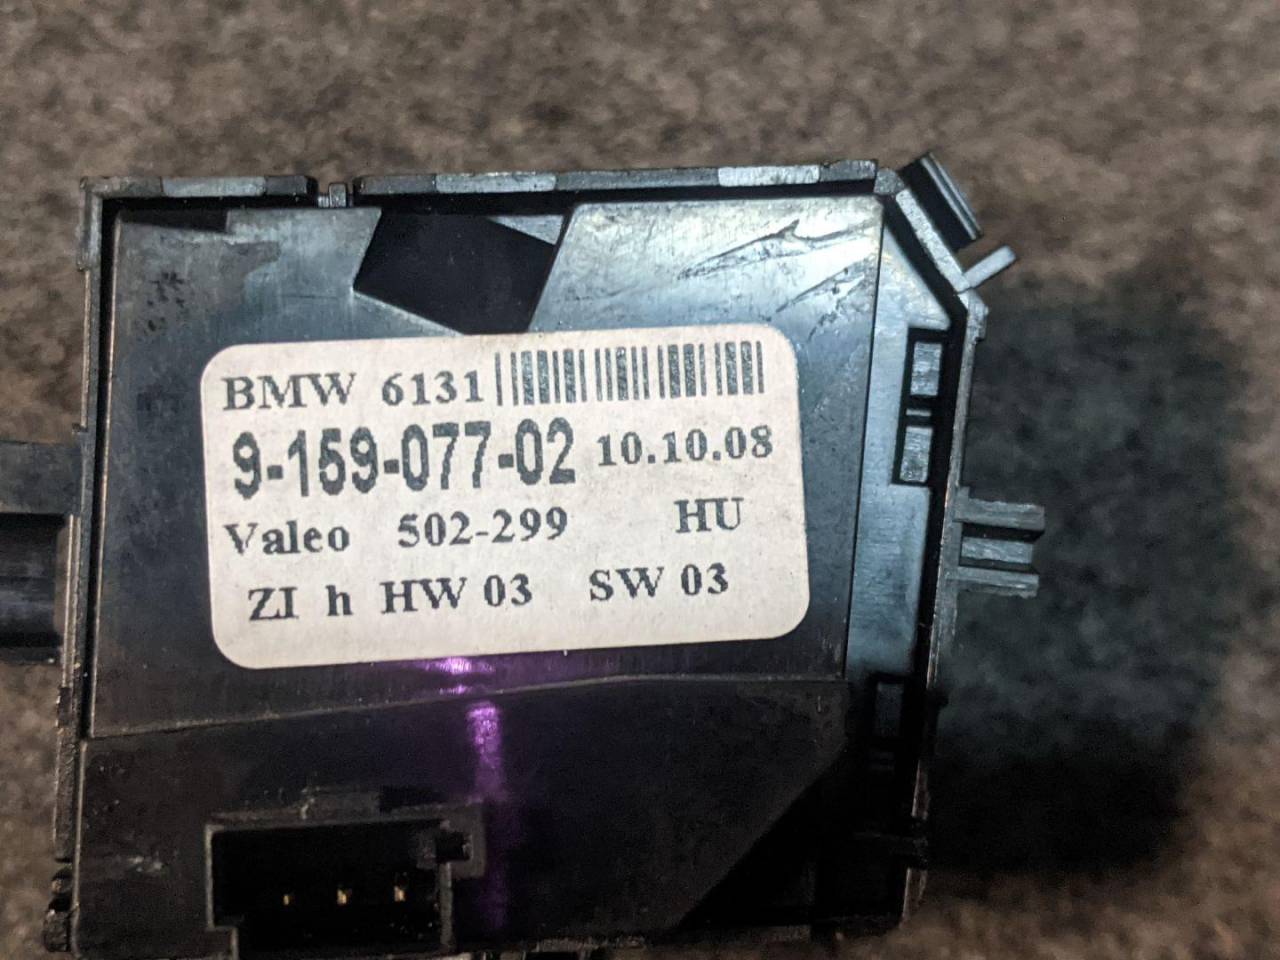 BMW 6131
9-159-077-02 10.10.08
Valeo 502-299 HU
ZI h HW 03 SW 03